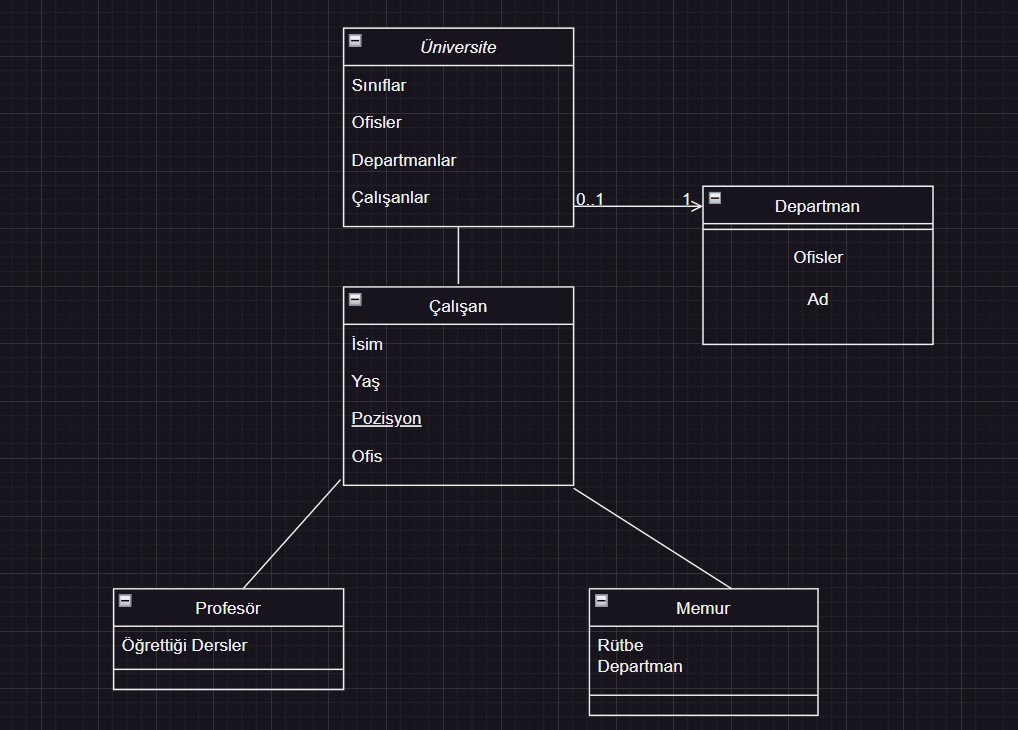 Üniversite
Sınıflar
Ofisler
Departmanlar
Çalışanlar
0..1
1
Departman
Ofisler
Ad
Çalışan
İsim
Yaş
Pozisyon
Ofis
Profesör
Öğrettiği Dersler
Memur
Rütbe
Departman